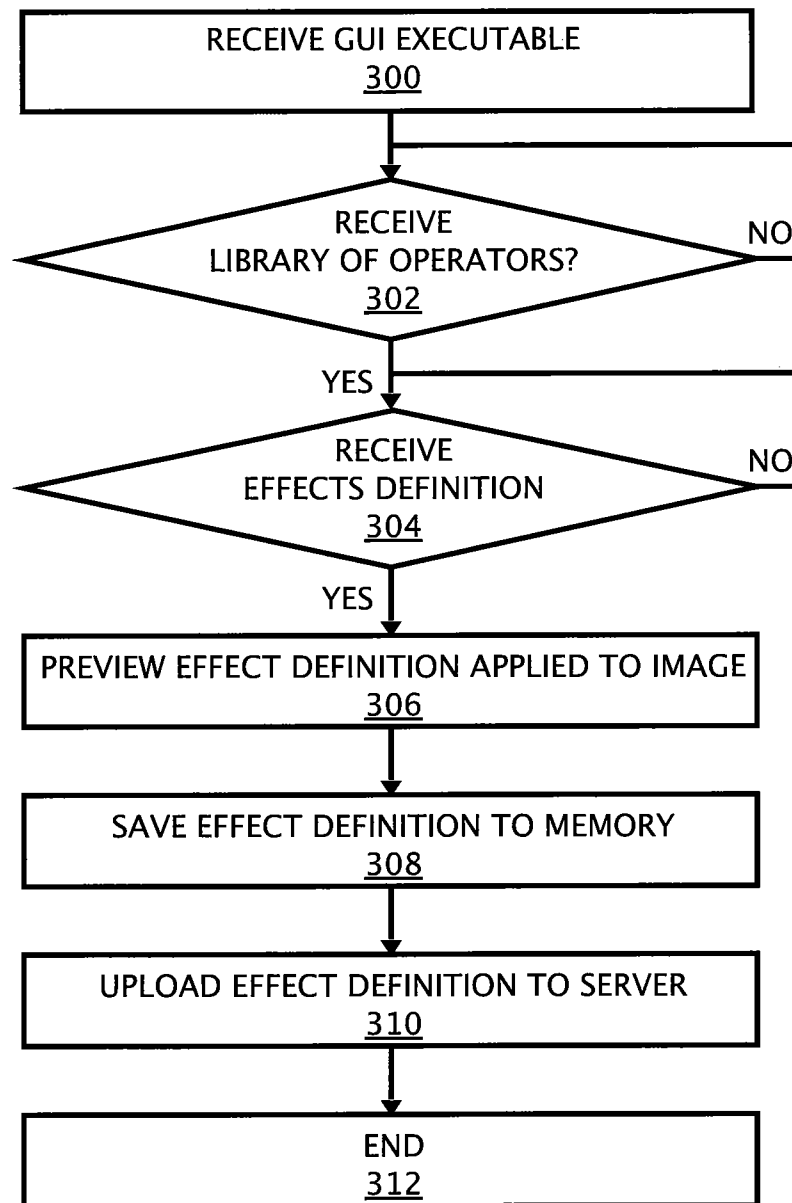 RECEIVE GUI EXECUTABLE
300
RECEIVE
LIBRARY OF OPERATORS?
302
NO
YES
RECEIVE
EFFECTS DEFINITION
304
NO
YES
PREVIEW EFFECT DEFINITION APPLIED TO IMAGE
306
SAVE EFFECT DEFINITION TO MEMORY
308
UPLOAD EFFECT DEFINITION TO SERVER
310
END
312